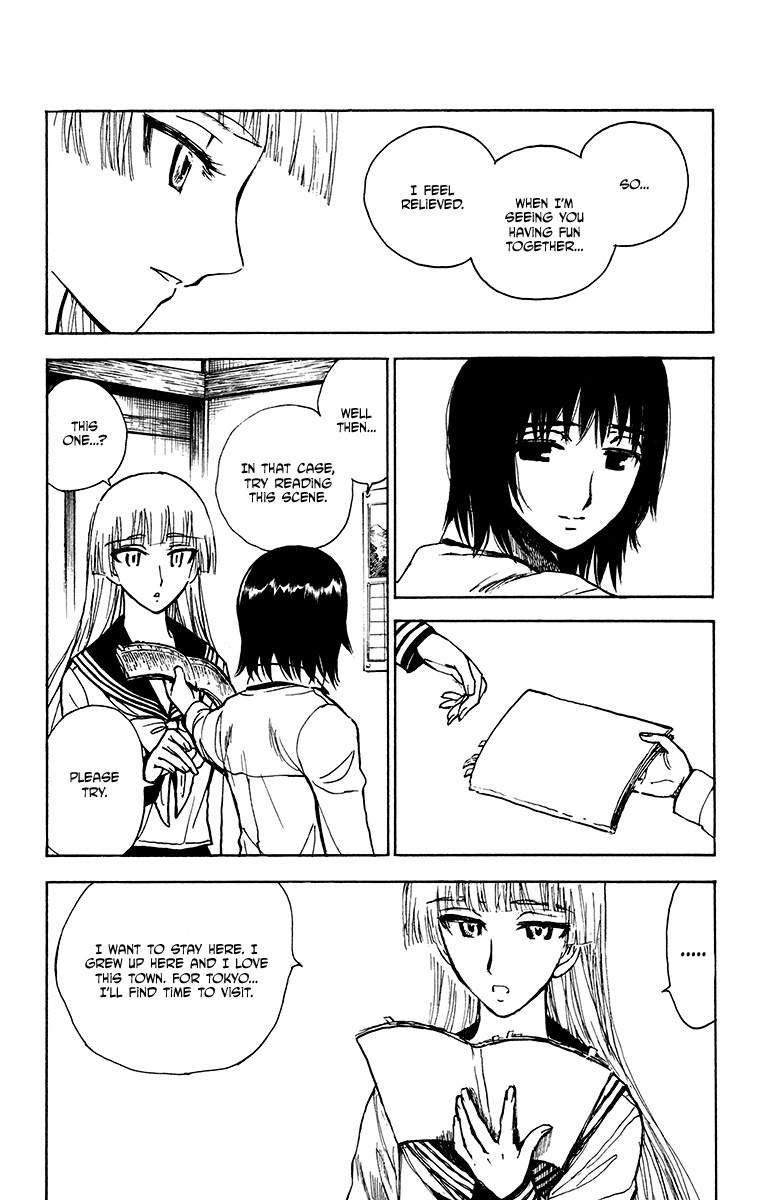 SO...
WHEN I'M
SEEING YOU
HAVING FUN
TOGETHER...
I FEEL
RELIEVED.
WELL
THEN...
IN THAT CASE,
TRY READING
THIS SCENE.
THIS
ONE...?
PLEASE
TRY.
.....
I WANT TO STAY HERE. I
GREW UP HERE AND I LOVE
THIS TOWN. FOR TOKYO...
I'LL FIND TIME TO VISIT.